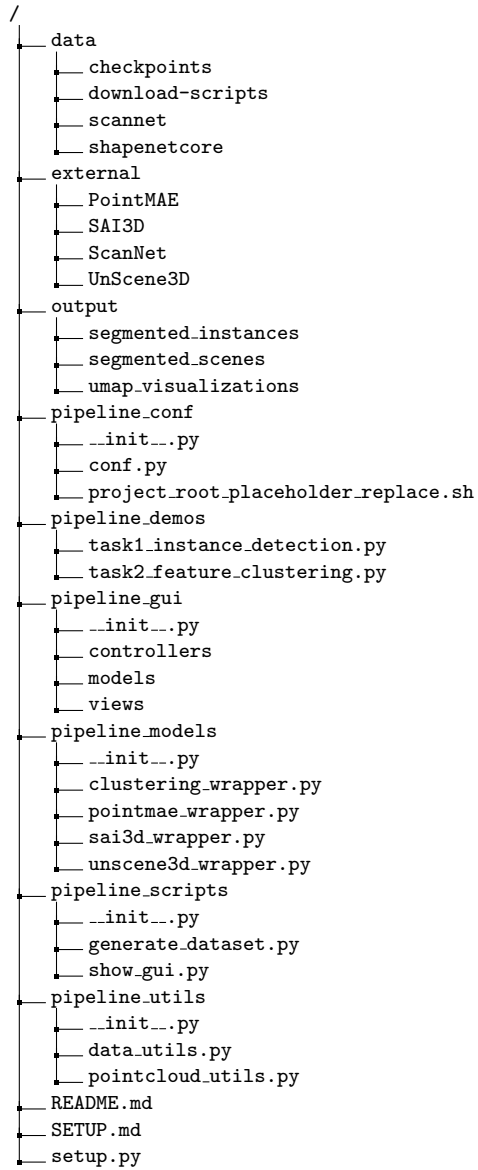 /
data
checkpoints
download-scripts
scannet
shapenetcore
external
PointMAE
SAI3D
ScanNet
UnScene3D
output
segmented_instances
segmented_scenes
umap_visualizations
pipeline_conf
__init__.py
conf.py
project_root_placeholder_replace.sh
pipeline_demos
task1_instance_detection.py
task2_feature_clustering.py
pipeline_gui
__init__.py
controllers
models
views
pipeline_models
__init__.py
clustering_wrapper.py
pointmae_wrapper.py
sai3d_wrapper.py
unscene3d_wrapper.py
pipeline_scripts
__init__.py
generate_dataset.py
show_gui.py
pipeline_utils
__init__.py
data_utils.py
pointcloud_utils.py
README.md
SETUP.md
setup.py